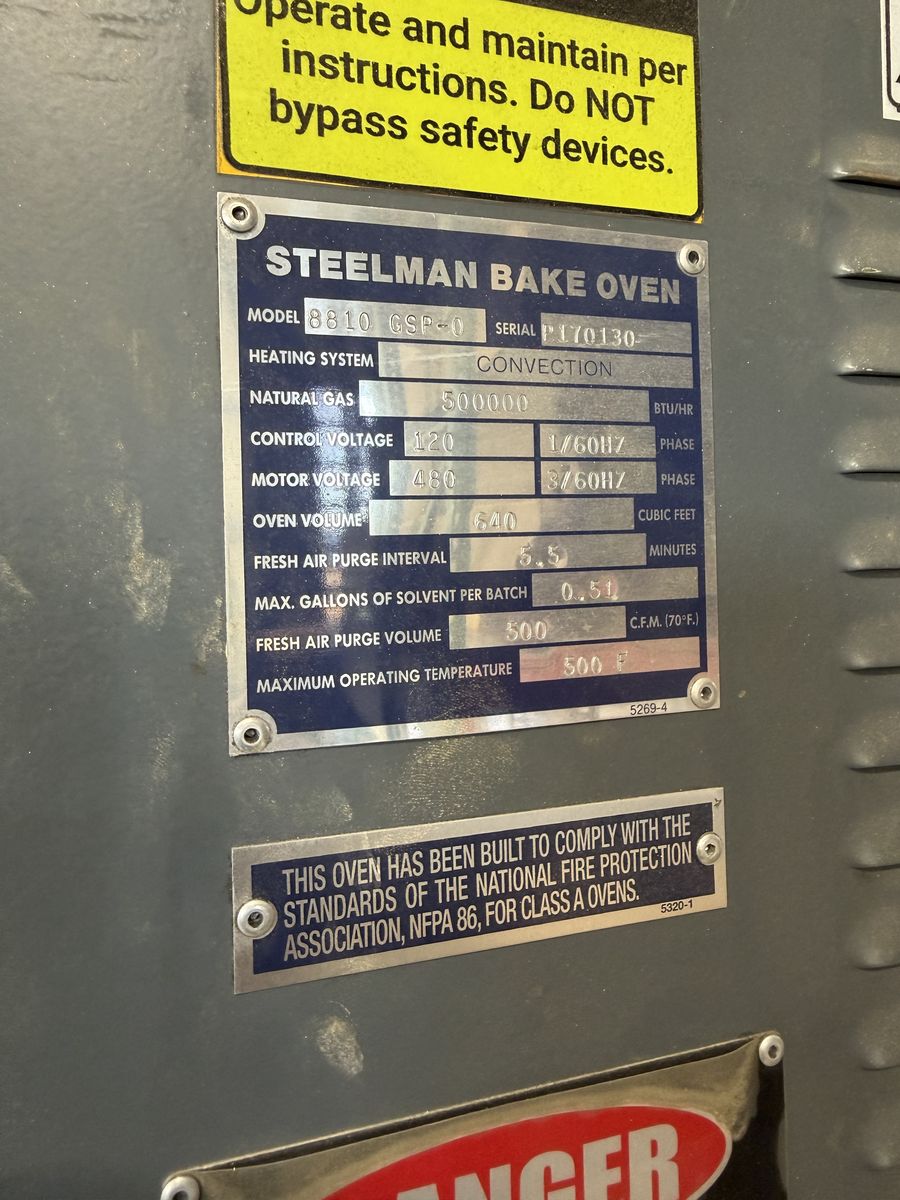 Operate and maintain per
instructions. Do NOT
bypass safety devices.
STEELMAN BAKE OVEN
MODEL 8810 GSP-O SERIAL P170130-
HEATING SYSTEM CONVECTION
NATURAL GAS 500000 BTU/HR
CONTROL VOLTAGE 120 1/60HZ PHASE
MOTOR VOLTAGE 480 3/60HZ PHASE
OVEN VOLUME 640 CUBIC FEET
FRESH AIR PURGE INTERVAL 5.5 MINUTES
MAX. GALLONS OF SOLVENT PER BATCH 0.51
FRESH AIR PURGE VOLUME 500 C.F.M. (70°F.)
MAXIMUM OPERATING TEMPERATURE 500 F
5269-4
THIS OVEN HAS BEEN BUILT TO COMPLY WITH THE
STANDARDS OF THE NATIONAL FIRE PROTECTION
ASSOCIATION, NFPA 86, FOR CLASS A OVENS.
5320-1
ANGER